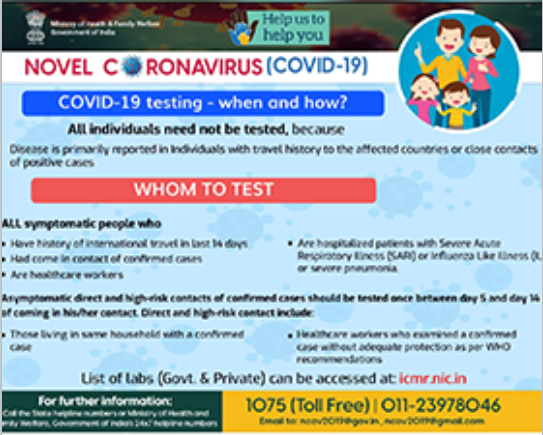 Ministry of Health & Family Welfare
Government of India
Help us to
help you
NOVEL CORONAVIRUS (COVID-19)
COVID-19 testing - when and how?
All individuals need not be tested, because
Disease is primarily reported in individuals with travel history to the affected countries or close contacts
of positive cases
WHOM TO TEST
ALL symptomatic people who
• Have history of international travel in last 14 days
• Had come in contact of confirmed cases
• Are healthcare workers
• Are hospitalized patients with Severe Acute
Respiratory Illness (SARI) or Influenza Like Illness (IL
or severe pneumonia.
Asymptomatic direct and high-risk contacts of confirmed cases should be tested once between day 5 and day 14
of coming in his/her contact. Direct and high-risk contact include:
• Those living in same household with a confirmed
case
• Healthcare workers who examined a confirmed
case without adequate protection as per WHO
recommendations
List of labs (Govt. & Private) can be accessed at: icmr.nic.in
For further information:
Call the State helpline numbers or Ministry of Health and
mily Welfare, Government of India's 24x7 helpline numbers
1075 (Toll Free) | 011-23978046
Email to: ncov2019@gov.in, ncov2019@gmail.com